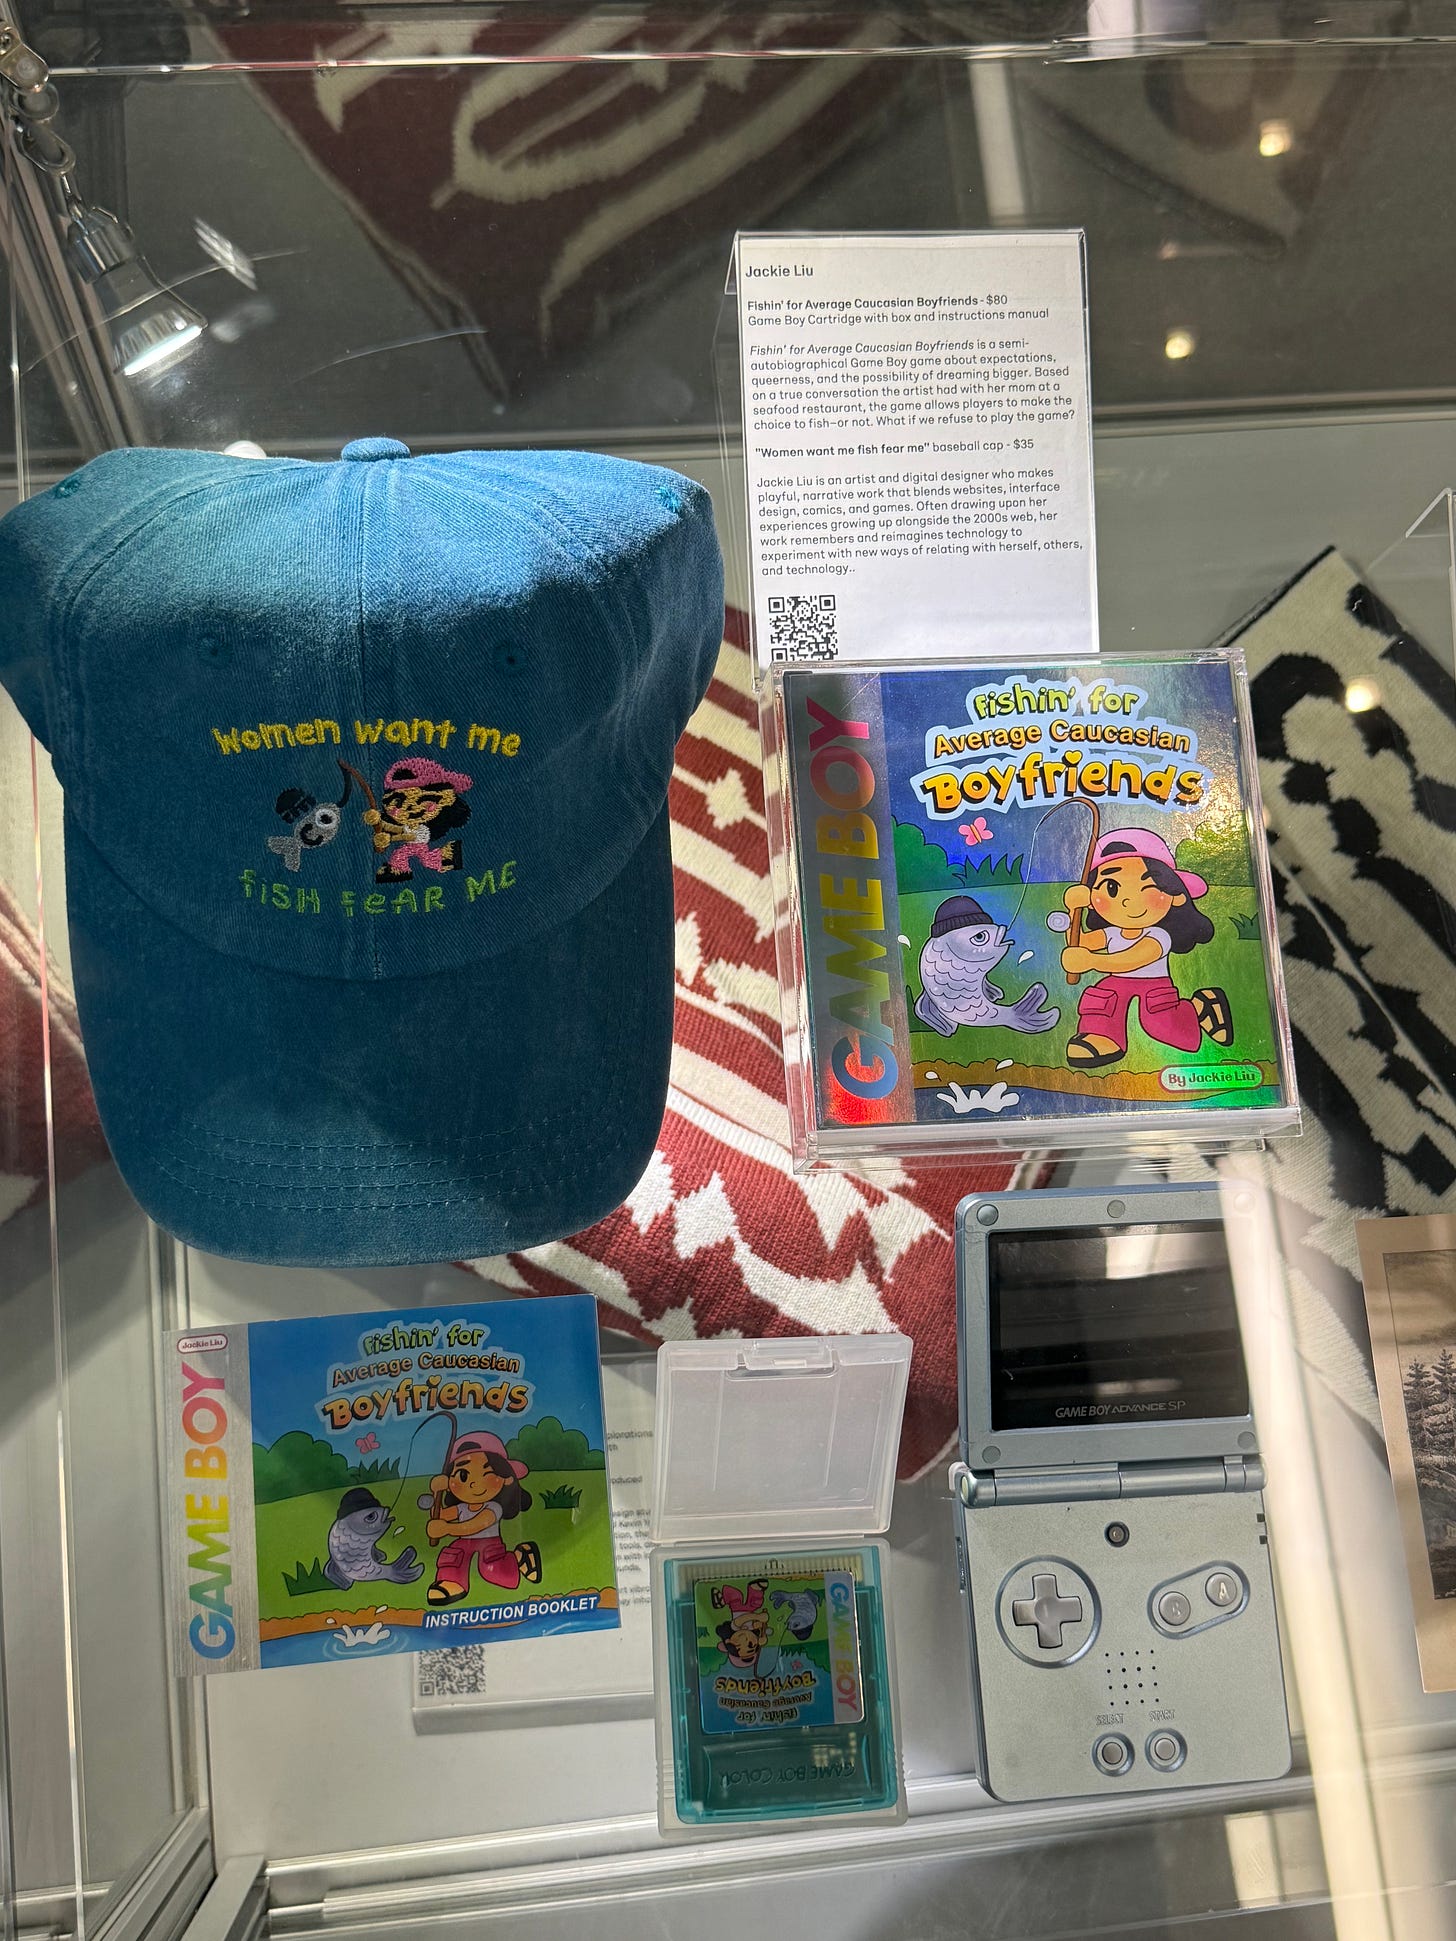 Jackie Liu
Fishin' for Average Caucasian Boyfriends - $80
Game Boy Cartridge with box and instructions manual
Fishin' for Average Caucasian Boyfriends is a semi-
autobiographical Game Boy game about expectations,
queerness, and the possibility of dreaming bigger. Based
on a true conversation the artist had with her mom at a
seafood restaurant, the game allows players to make the
choice to fish—or not. What if we refuse to play the game?
"Women want me fish fear me" baseball cap - $35
Jackie Liu is an artist and digital designer who makes
playful, narrative work that blends websites, interface
design, comics, and games. Often drawing upon her
experiences growing up alongside the 2000s web, her
work remembers and reimagines technology to
experiment with new ways of relating with herself, others,
and technology..
women want me
fish fear me
GAME BOY
fishin' for
Average Caucasian
Boyfriends
By Jackie Liu
Jackie Liu
GAME BOY
fishin' for
Average Caucasian
Boyfriends
INSTRUCTION BOOKLET
GAME BOY
fishin' for
Average Caucasian
Boyfriends
GAME BOY COLOR
GAME BOY ADVANCE SP
B A
SELECT START